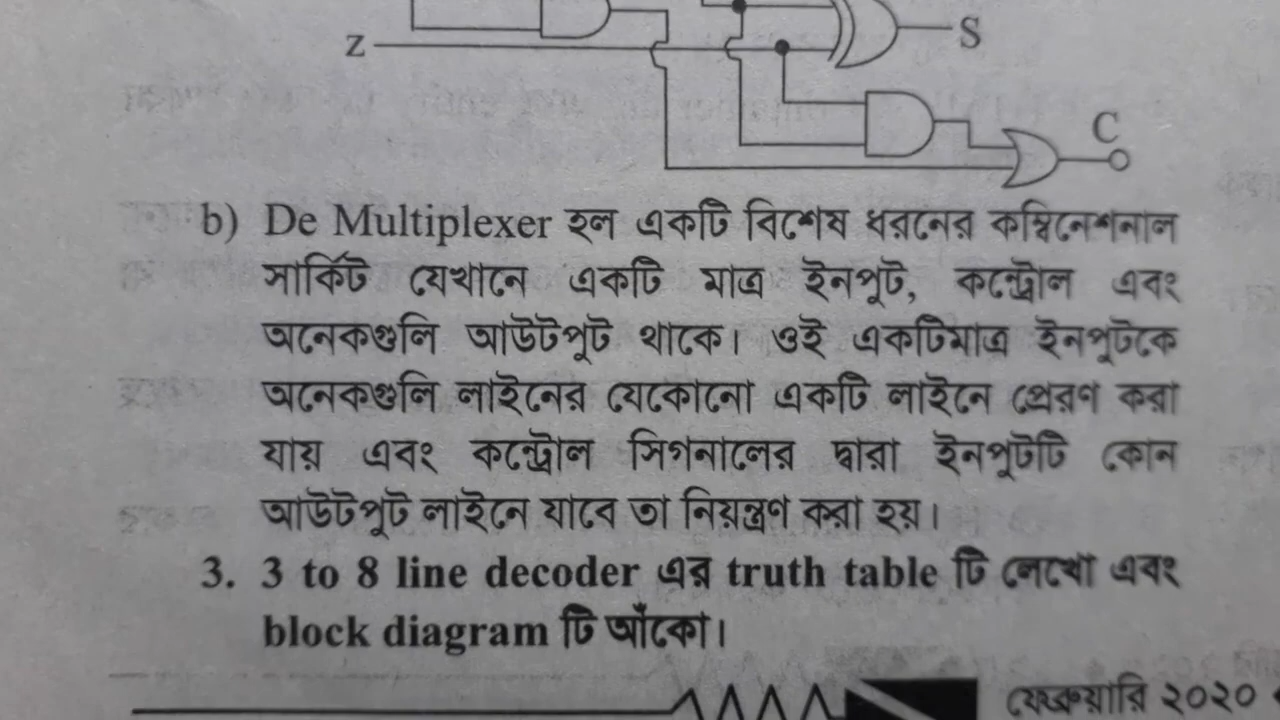 S
Z
C
b) De Multiplexer হল একটি বিশেষ ধরনের কম্বিনেশনাল
সার্কিট যেখানে একটি মাত্র ইনপুট, কন্ট্রোল এবং
অনেকগুলি আউটপুট থাকে। ওই একটিমাত্র ইনপুটকে
অনেকগুলি লাইনের যেকোনো একটি লাইনে প্রেরণ করা
যায় এবং কন্ট্রোল সিগনালের দ্বারা ইনপুটটি কোন
আউটপুট লাইনে যাবে তা নিয়ন্ত্রণ করা হয়।
3. 3 to 8 line decoder এর truth table টি লেখো এবং
block diagram টি আঁকো।
ফেব্রুয়ারি ২০২০